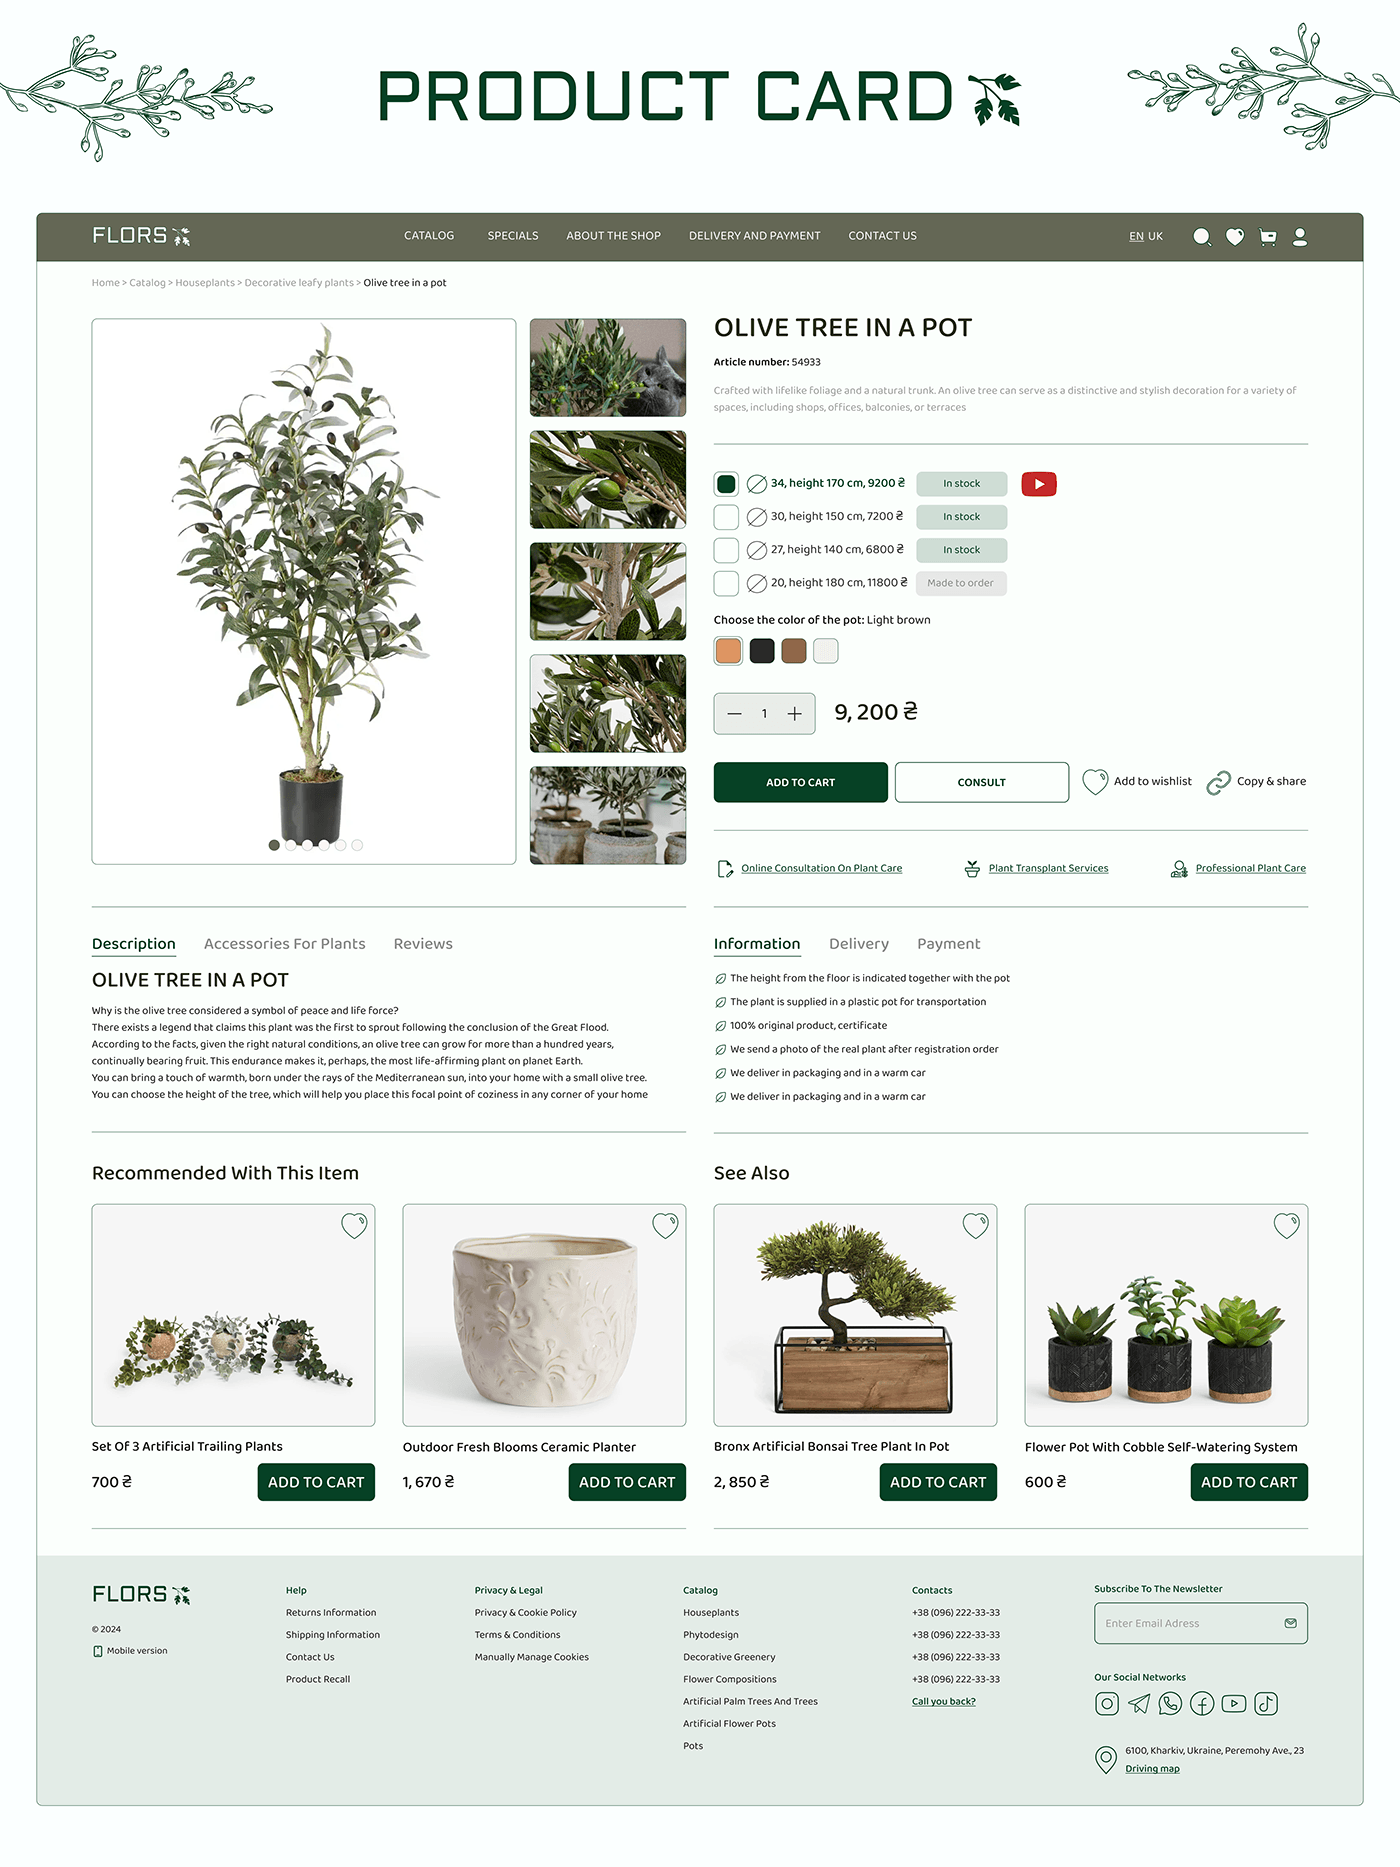 PRODUCT CARD
FLORS
CATALOG
SPECIALS
ABOUT THE SHOP
DELIVERY AND PAYMENT
CONTACT US
EN UK
Home > Catalog > Houseplants > Decorative leafy plants > Olive tree in a pot
OLIVE TREE IN A POT
Article number: 54933
Crafted with lifelike foliage and a natural trunk. An olive tree can serve as a distinctive and stylish decoration for a variety of
spaces, including shops, offices, balconies, or terraces
34, height 170 cm, 9200 ₴
In stock
30, height 150 cm, 7200 ₴
In stock
27, height 140 cm, 6800 ₴
In stock
20, height 180 cm, 11800 ₴
Made to order
Choose the color of the pot: Light brown
1
9, 200 ₴
ADD TO CART
CONSULT
Add to wishlist
Copy & share
Online Consultation On Plant Care
Plant Transplant Services
Professional Plant Care
Description
Accessories For Plants
Reviews
OLIVE TREE IN A POT
Why is the olive tree considered a symbol of peace and life force?
There exists a legend that claims this plant was the first to sprout following the conclusion of the Great Flood.
According to the facts, given the right natural conditions, an olive tree can grow for more than a hundred years,
continually bearing fruit. This endurance makes it, perhaps, the most life-affirming plant on planet Earth.
You can bring a touch of warmth, born under the rays of the Mediterranean sun, into your home with a small olive tree.
You can choose the height of the tree, which will help you place this focal point of coziness in any corner of your home
Information
Delivery
Payment
The height from the floor is indicated together with the pot
The plant is supplied in a plastic pot for transportation
100% original product, certificate
We send a photo of the real plant after registration order
We deliver in packaging and in a warm car
We deliver in packaging and in a warm car
Recommended With This Item
See Also
Set Of 3 Artificial Trailing Plants
700 ₴
ADD TO CART
Outdoor Fresh Blooms Ceramic Planter
1, 670 ₴
ADD TO CART
Bronx Artificial Bonsai Tree Plant In Pot
2, 850 ₴
ADD TO CART
Flower Pot With Cobble Self-Watering System
600 ₴
ADD TO CART
FLORS
© 2024
Mobile version
Help
Returns Information
Shipping Information
Contact Us
Product Recall
Privacy & Legal
Privacy & Cookie Policy
Terms & Conditions
Manually Manage Cookies
Catalog
Houseplants
Phytodesign
Decorative Greenery
Flower Compositions
Artificial Palm Trees And Trees
Artificial Flower Pots
Pots
Contacts
+38 (096) 222-33-33
+38 (096) 222-33-33
+38 (096) 222-33-33
+38 (096) 222-33-33
Call you back?
Subscribe To The Newsletter
Enter Email Adress
Our Social Networks
6100, Kharkiv, Ukraine, Peremohy Ave., 23
Driving map